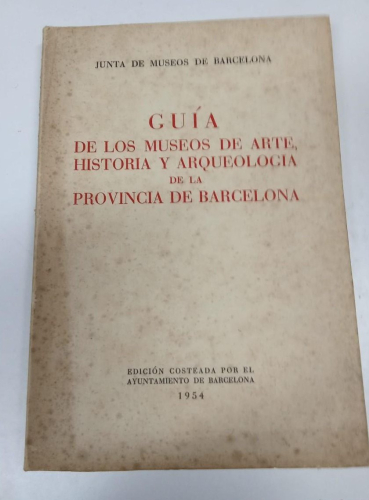 JUNTA DE MUSEOS DE BARCELONA
GUÍA
DE LOS MUSEOS DE ARTE,
HISTORIA Y ARQUEOLOGIA
DE LA
PROVINCIA DE BARCELONA
EDICIÓN COSTEADA POR EL
AYUNTAMIENTO DE BARCELONA
1954